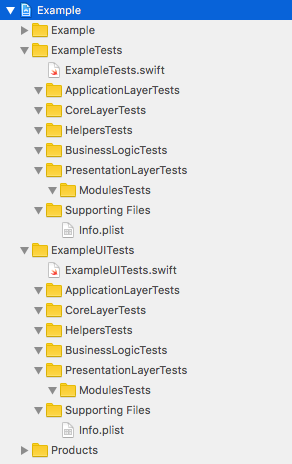 Example
Example
ExampleTests
ExampleTests.swift
ApplicationLayerTests
CoreLayerTests
HelpersTests
BusinessLogicTests
PresentationLayerTests
ModulesTests
Supporting Files
Info.plist
ExampleUITests
ExampleUITests.swift
ApplicationLayerTests
CoreLayerTests
HelpersTests
BusinessLogicTests
PresentationLayerTests
ModulesTests
Supporting Files
Info.plist
Products